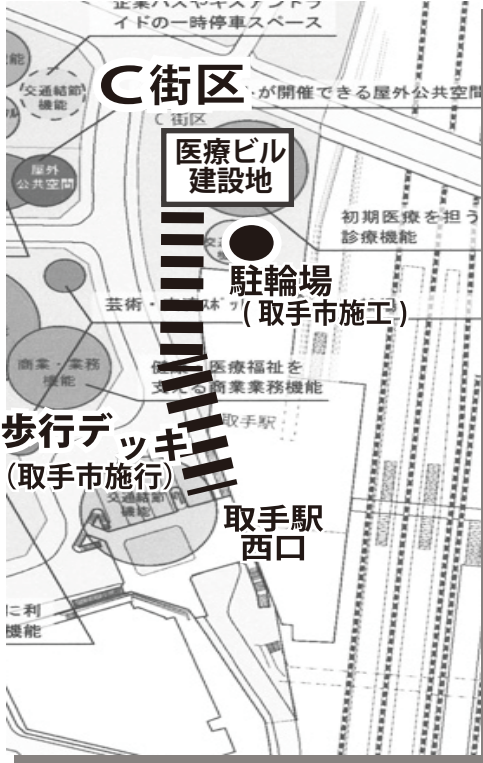 企業バスやキスアンドラ
イドの一時停車スペース
能
交通結節
機能
C街区
が開催できる屋外公共空間
C街区
屋外
公共空間
医療ビル
建設地
初期医療を担う
診療機能
駐輪場
(取手市施工)
芸術・
商業・業務
機能
医療福祉を
支える商業業務機能
取手駅
歩行デッキ
(取手市施行)
交通結節
機能
取手駅
西口
に利
機能